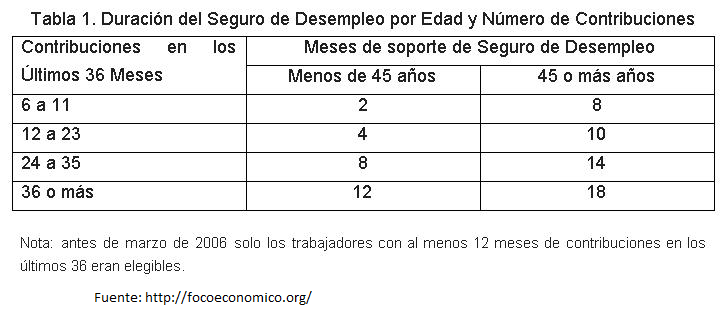 Tabla 1. Duración del Seguro de Desempleo por Edad y Número de Contribuciones
Contribuciones en los Últimos 36 Meses
Meses de soporte de Seguro de Desempleo
Menos de 45 años 45 o más años
6 a 11 2 8
12 a 23 4 10
24 a 35 8 14
36 o más 12 18
Nota: antes de marzo de 2006 solo los trabajadores con al menos 12 meses de contribuciones en los
últimos 36 eran elegibles.
Fuente: http://focoeconomico.org/